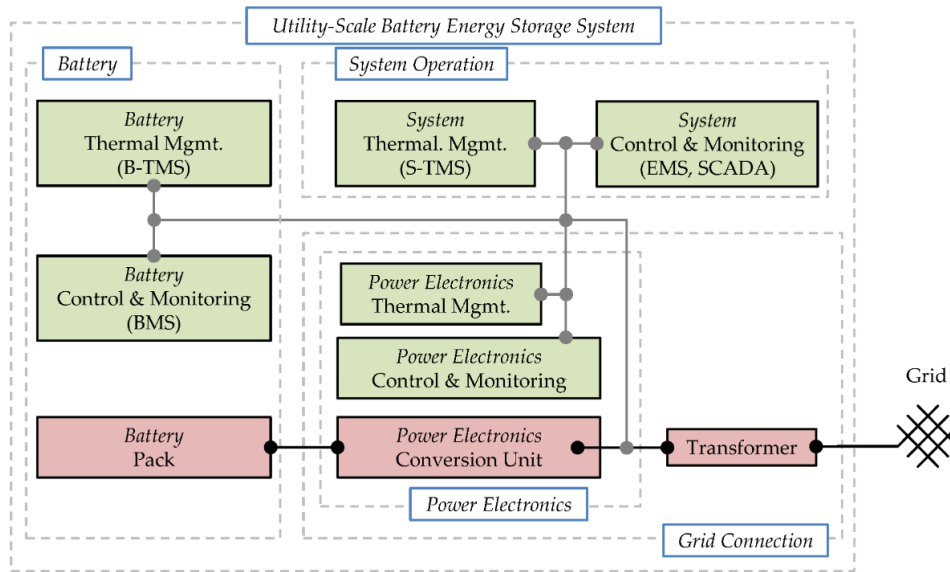 Utility-Scale Battery Energy Storage System
Battery
System Operation
Battery
Thermal Mgmt.
(B-TMS)
System
Thermal. Mgmt.
(S-TMS)
System
Control & Monitoring
(EMS, SCADA)
Battery
Control & Monitoring
(BMS)
Power Electronics
Thermal Mgmt.
Power Electronics
Control & Monitoring
Grid
Battery
Pack
Power Electronics
Conversion Unit
Transformer
Power Electronics
Grid Connection